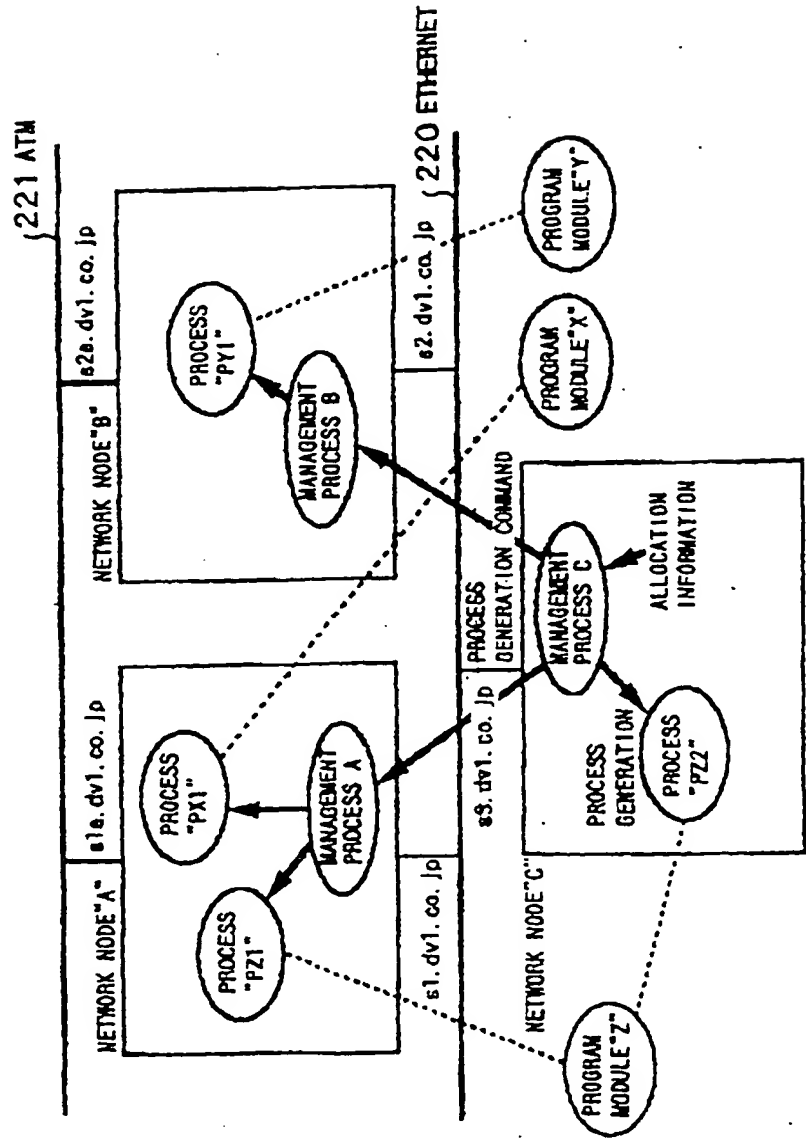 221 ATM
NETWORK NODE"A"
s1a.dv1.co.jp
NETWORK NODE"B"
s2a.dv1.co.jp
PROCESS
"PZ1"
PROCESS
"PX1"
MANAGEMENT
PROCESS A
PROCESS
"PY1"
MANAGEMENT
PROCESS B
s1.dv1.co.jp
s2.dv1.co.jp
220 ETHERNET
NETWORK NODE"C"
s3.dv1.co.jp
PROCESS
GENERATION COMMAND
MANAGEMENT
PROCESS C
PROCESS
GENERATION
PROCESS
"PZ2"
ALLOCATION
INFORMATION
PROGRAM
MODULE"Z"
PROGRAM
MODULE"X"
PROGRAM
MODULE"Y"